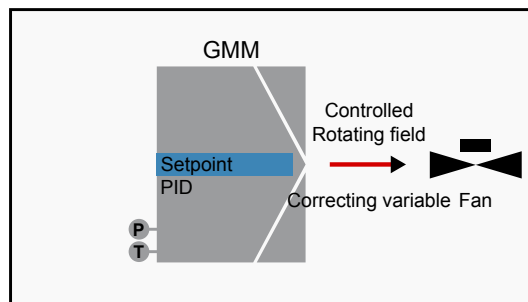 GMM
Controlled
Rotating field
Setpoint
PID
Correcting variable Fan
P
T